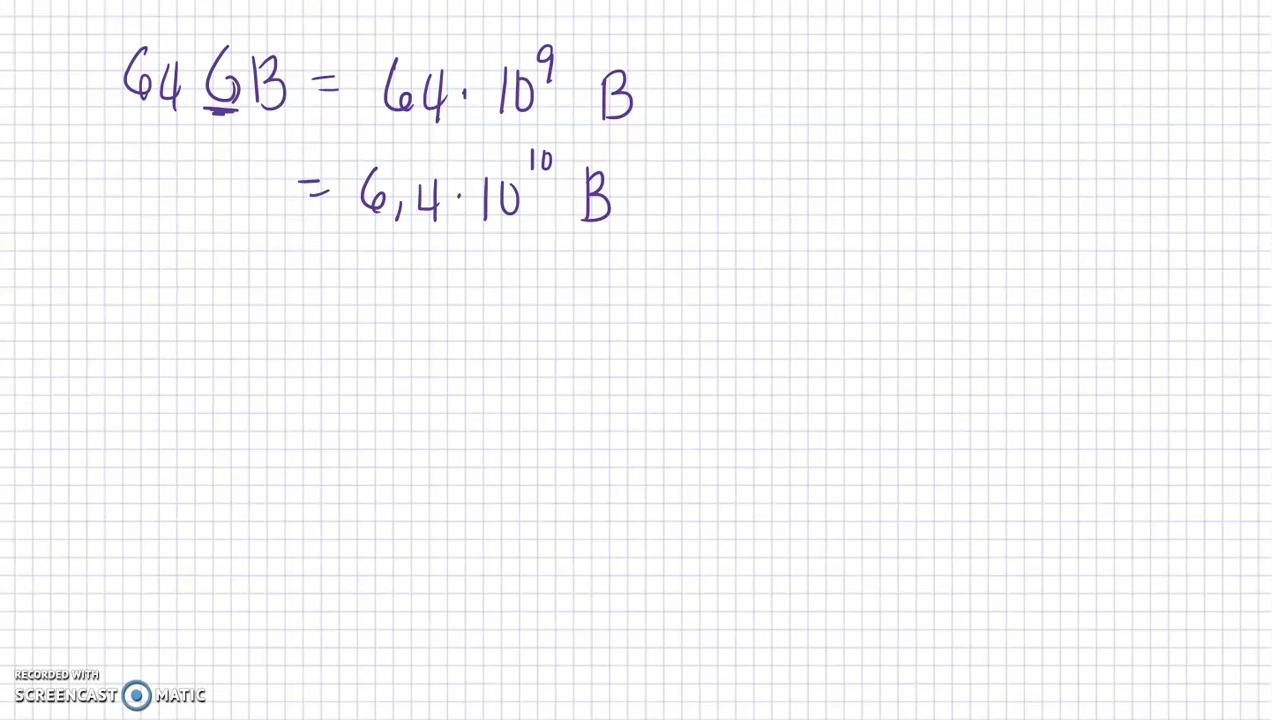 64 GB = 64 · 10⁹ B
= 6,4 · 10¹⁰ B
RECORDED WITH
SCREENCAST MATIC